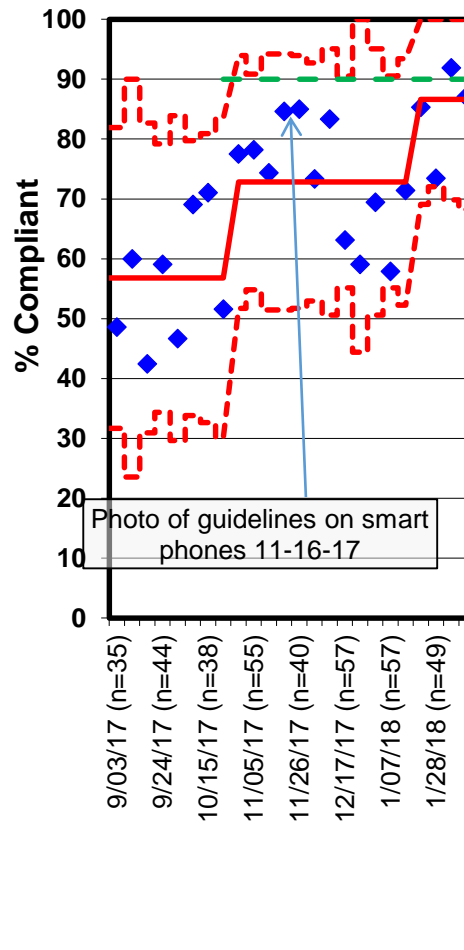 % Compliant
100
90
80
70
60
50
40
30
20
10
0
Photo of guidelines on smart
phones 11-16-17
9/03/17 (n=35)
9/24/17 (n=44)
10/15/17 (n=38)
11/05/17 (n=55)
11/26/17 (n=40)
12/17/17 (n=57)
1/07/18 (n=57)
1/28/18 (n=49)